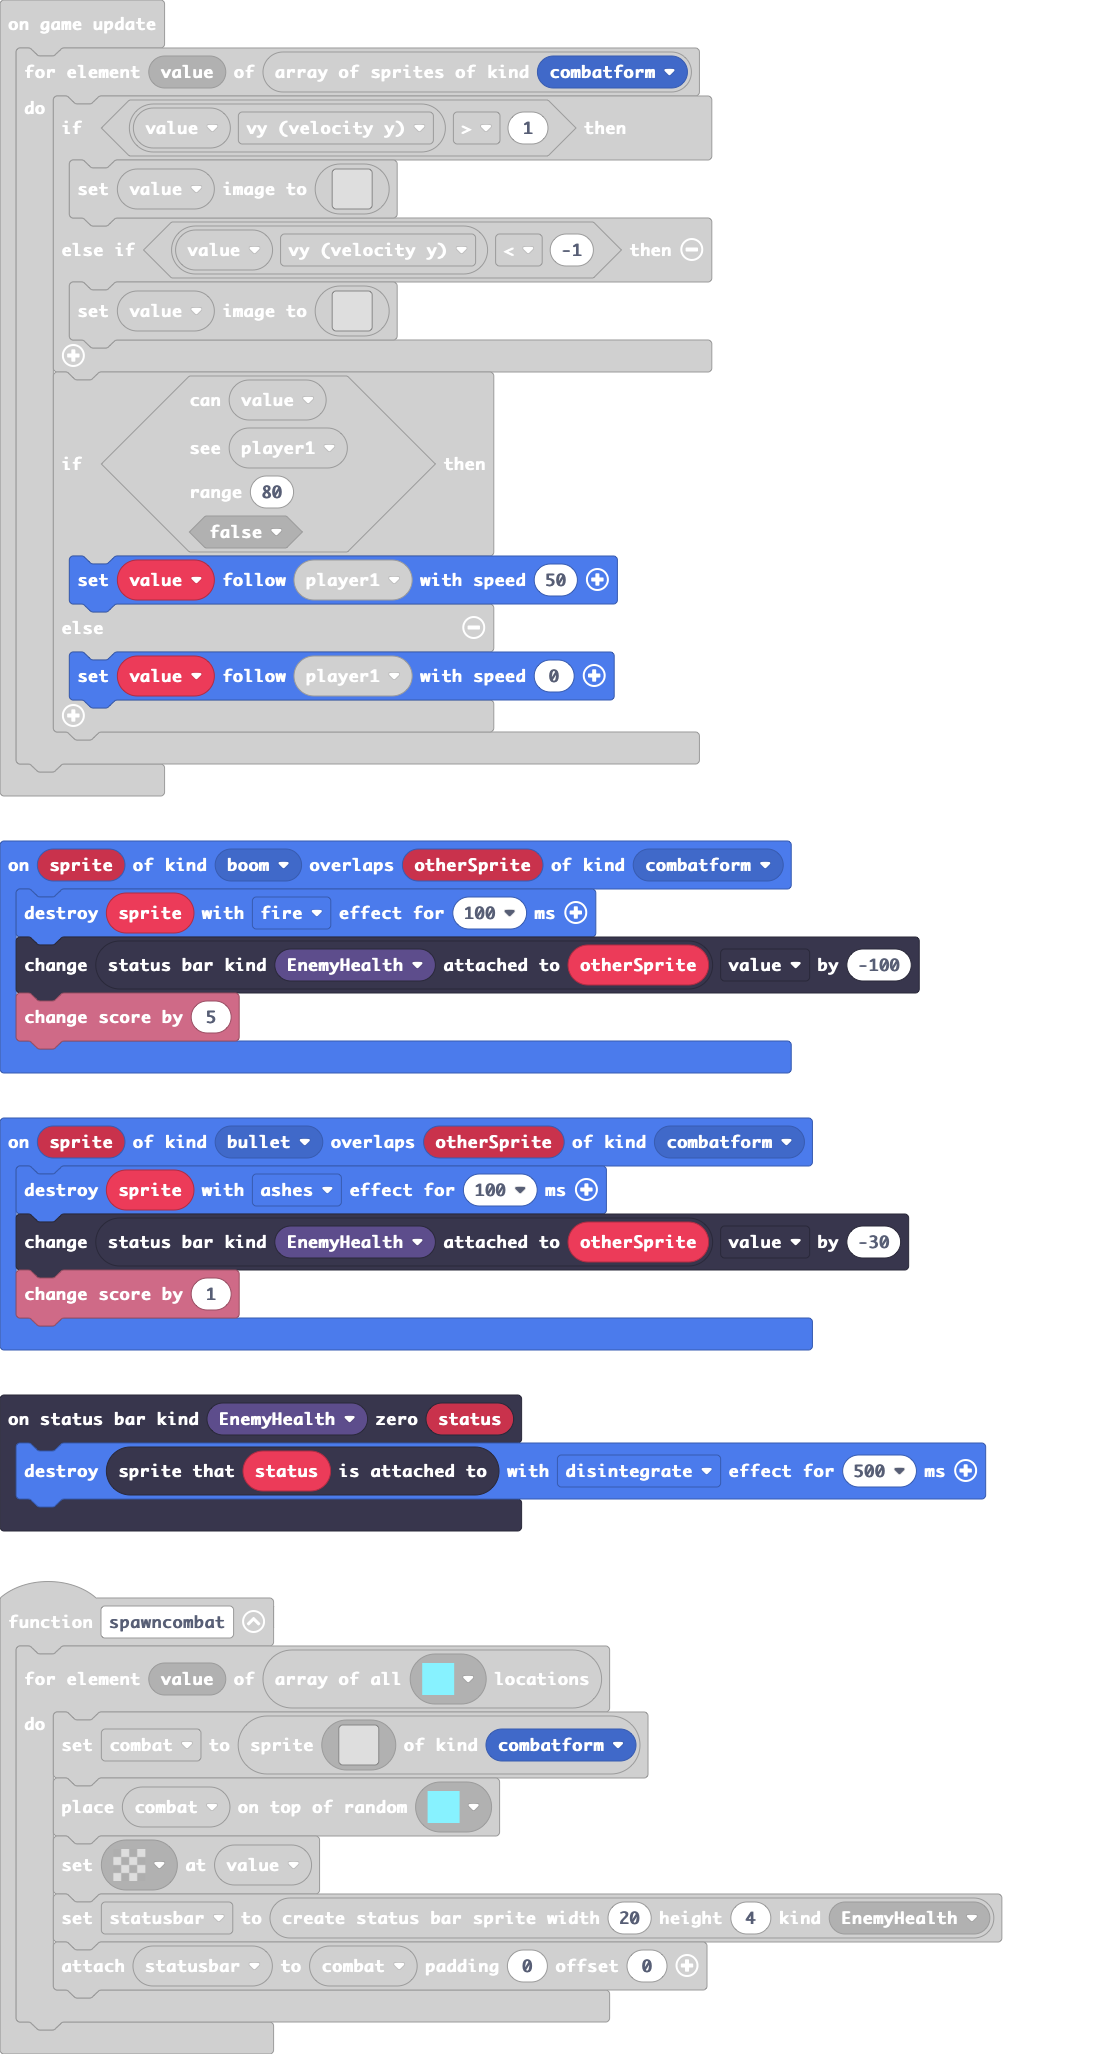 on game update
for element value of array of sprites of kind combatform
do
if value vy (velocity y) > 1 then
set value image to
else if value vy (velocity y) < -1 then
set value image to
can value
see player1
if then
range 80
false
set value follow player1 with speed 50
else
set value follow player1 with speed 0
on sprite of kind boom overlaps otherSprite of kind combatform
destroy sprite with fire effect for 100 ms
change status bar kind EnemyHealth attached to otherSprite value by -100
change score by 5
on sprite of kind bullet overlaps otherSprite of kind combatform
destroy sprite with ashes effect for 100 ms
change status bar kind EnemyHealth attached to otherSprite value by -30
change score by 1
on status bar kind EnemyHealth zero status
destroy sprite that status is attached to with disintegrate effect for 500 ms
function spawncombat
for element value of array of all locations
do
set combat to sprite of kind combatform
place combat on top of random
set at value
set statusbar to create status bar sprite width 20 height 4 kind EnemyHealth
attach statusbar to combat padding 0 offset 0